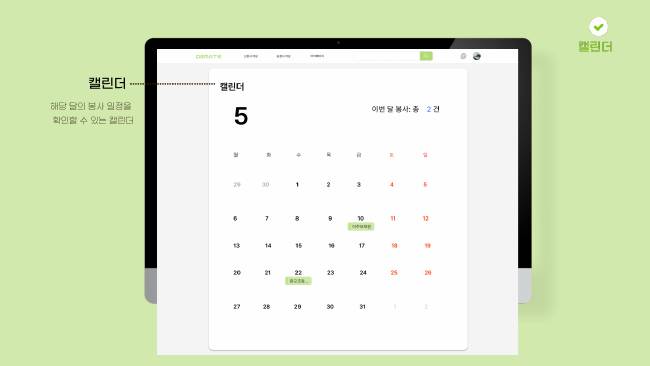 캘린더
캘린더
해당 달의 봉사 일정을
확인할 수 있는 캘린더
캘린더
5
이번 달 봉사: 총 2 건
월 화 수 목 금 토 일
29 30 1 2 3 4 5
6 7 8 9 10 11 12
13 14 15 16 17 18 19
20 21 22 23 24 25 26
27 28 29 30 31 1 2